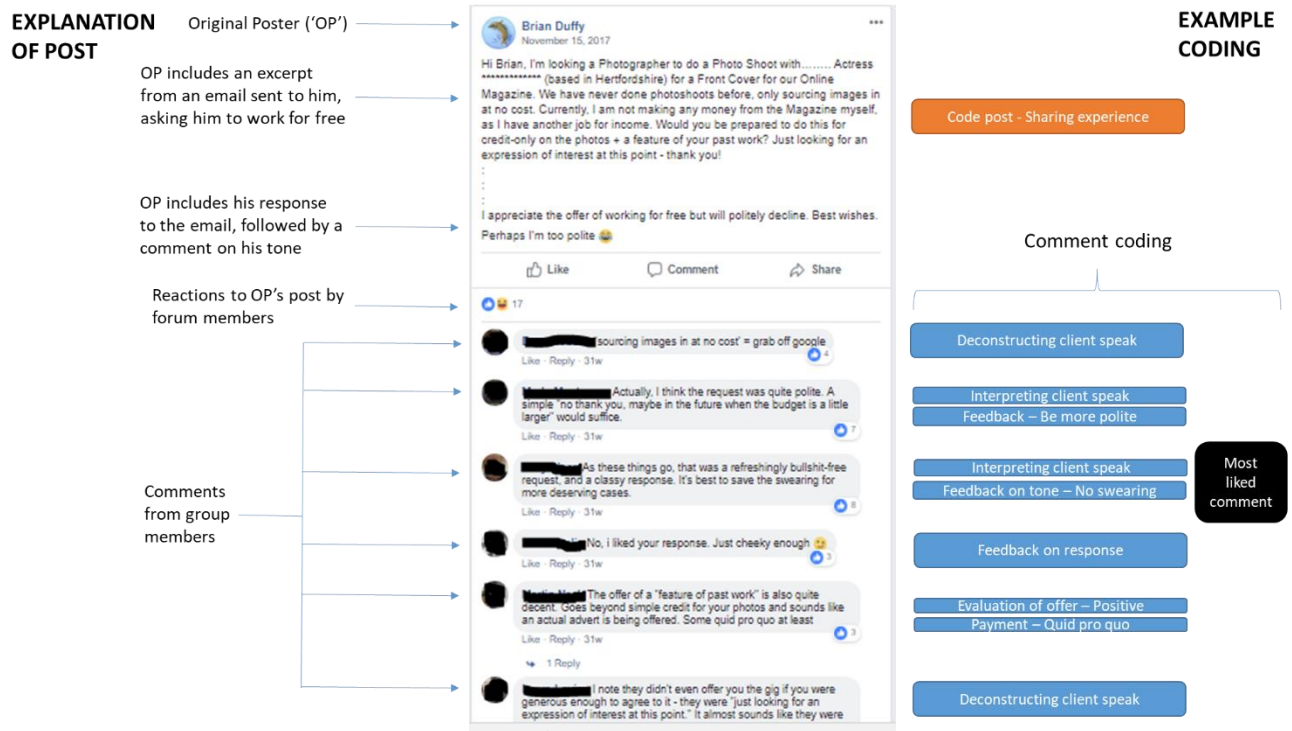 EXPLANATION
OF POST
Original Poster (‘OP’)
OP includes an excerpt
from an email sent to him,
asking him to work for free
OP includes his response
to the email, followed by a
comment on his tone
Reactions to OP’s post by
forum members
Comments
from group
members
Brian Duffy
November 15, 2017
Hi Brian, I'm looking a Photographer to do a Photo Shoot with........ Actress
************* (based in Hertfordshire) for a Front Cover for our Online
Magazine. We have never done photoshoots before, only sourcing images in
at no cost. Currently, I am not making any money from the Magazine myself,
as I have another job for income. Would you be prepared to do this for
credit-only on the photos + a feature of your past work? Just looking for an
expression of interest at this point - thank you!
:
:
:
:
I appreciate the offer of working for free but will politely decline. Best wishes.
Perhaps I'm too polite 😂
Like Comment Share
17
'sourcing images in at no cost' = grab off google
4
Like · Reply · 31w
Actually, I think the request was quite polite. A
simple "no thank you, maybe in the future when the budget is a little
larger" would suffice.
7
Like · Reply · 31w
As these things go, that was a refreshingly bullshit-free
request, and a classy response. It's best to save the swearing for
more deserving cases.
8
Like · Reply · 31w
No, i liked your response. Just cheeky enough
3
Like · Reply · 31w
The offer of a "feature of past work" is also quite
decent. Goes beyond simple credit for your photos and sounds like
an actual advert is being offered. Some quid pro quo at least
3
Like · Reply · 31w
1 Reply
I note they didn't even offer you the gig if you were
generous enough to agree to it - they were "just looking for an
expression of interest at this point." It almost sounds like they were
EXAMPLE
CODING
Code post - Sharing experience
Comment coding
Deconstructing client speak
Interpreting client speak
Feedback – Be more polite
Interpreting client speak
Feedback on tone – No swearing
Most
liked
comment
Feedback on response
Evaluation of offer – Positive
Payment – Quid pro quo
Deconstructing client speak